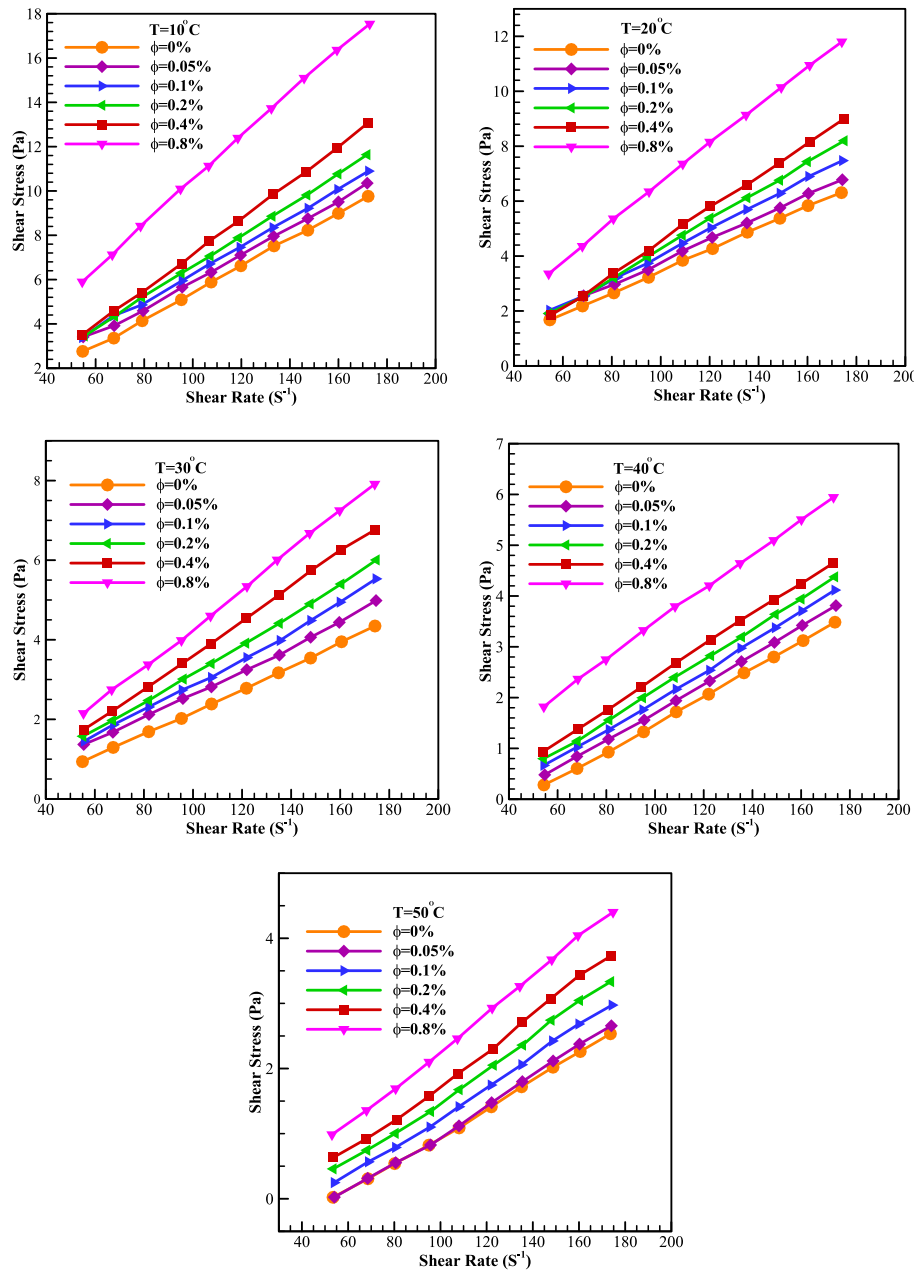 18
16
14
12
10
8
6
4
2
Shear Stress (Pa)
T=10°C
ϕ=0%
ϕ=0.05%
ϕ=0.1%
ϕ=0.2%
ϕ=0.4%
ϕ=0.8%
40 60 80 100 120 140 160 180 200
Shear Rate (S⁻¹)
12
10
8
6
4
2
0
Shear Stress (Pa)
T=20°C
ϕ=0%
ϕ=0.05%
ϕ=0.1%
ϕ=0.2%
ϕ=0.4%
ϕ=0.8%
40 60 80 100 120 140 160 180 200
Shear Rate (S⁻¹)
8
6
4
2
0
Shear Stress (Pa)
T=30°C
ϕ=0%
ϕ=0.05%
ϕ=0.1%
ϕ=0.2%
ϕ=0.4%
ϕ=0.8%
40 60 80 100 120 140 160 180 200
Shear Rate (S⁻¹)
7
6
5
4
3
2
1
0
Shear Stress (Pa)
T=40°C
ϕ=0%
ϕ=0.05%
ϕ=0.1%
ϕ=0.2%
ϕ=0.4%
ϕ=0.8%
40 60 80 100 120 140 160 180 200
Shear Rate (S⁻¹)
4
2
0
Shear Stress (Pa)
T=50°C
ϕ=0%
ϕ=0.05%
ϕ=0.1%
ϕ=0.2%
ϕ=0.4%
ϕ=0.8%
40 60 80 100 120 140 160 180 200
Shear Rate (S⁻¹)